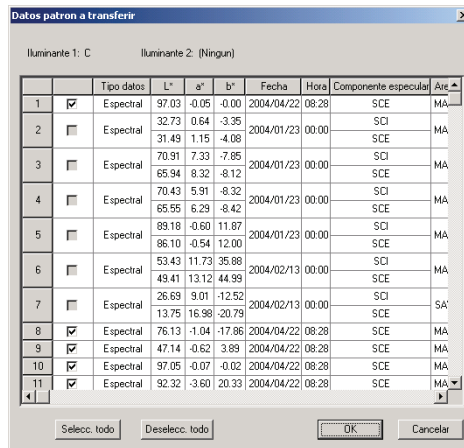 Datos patron a transferir
Iluminante 1: C Iluminante 2: (Ningun)
Tipo datos L* a* b* Fecha Hora Componente especular Are
1 Espectral 97.03 -0.05 -0.00 2004/04/22 08:28 SCE MA
2 Espectral 32.73 0.64 -3.35 2004/01/23 00:00 SCI MA
31.49 1.15 -4.08 SCE
3 Espectral 70.91 7.33 -7.85 2004/01/23 00:00 SCI MA
65.94 8.32 -8.12 SCE
4 Espectral 70.43 5.91 -8.32 2004/01/23 00:00 SCI MA
65.55 6.29 -8.42 SCE
5 Espectral 89.18 -0.60 11.87 2004/01/23 00:00 SCI MA
86.10 -0.54 12.00 SCE
6 Espectral 53.43 11.73 35.88 2004/02/13 00:00 SCI MA
49.41 13.12 44.99 SCE
7 Espectral 26.69 9.01 -12.52 2004/02/13 00:00 SCI SA
13.75 16.98 -20.79 SCE
8 Espectral 76.13 -1.04 -17.86 2004/04/22 08:28 SCE MA
9 Espectral 47.14 -0.62 3.89 2004/04/22 08:28 SCE MA
10 Espectral 97.05 -0.07 -0.02 2004/04/22 08:28 SCE MA
11 Espectral 92.32 -3.60 20.33 2004/04/22 08:28 SCE MA
Selecc. todo Deselecc. todo OK Cancelar